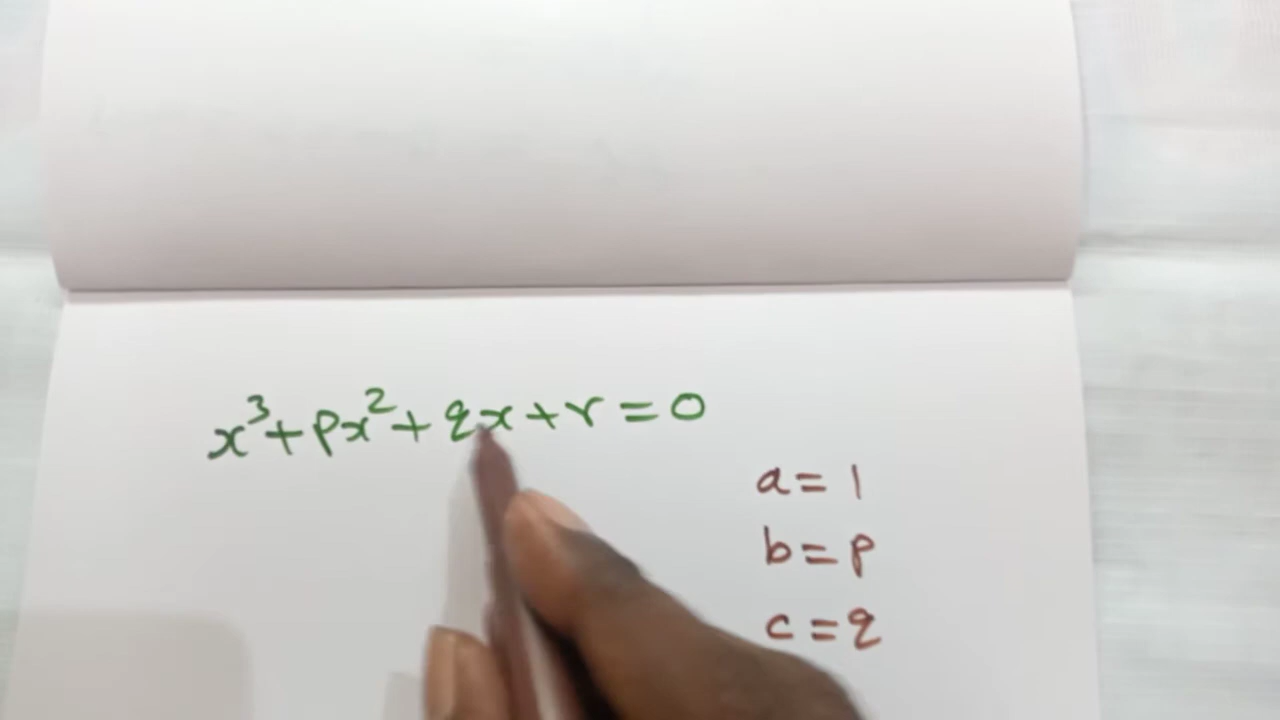 x³+px²+qx+r=0
a=1
b=p
c=q